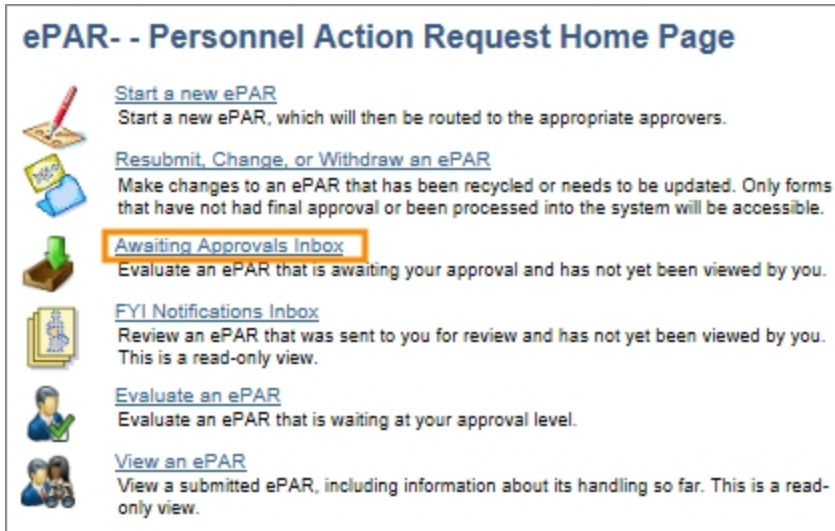 ePAR- - Personnel Action Request Home Page
Start a new ePAR
Start a new ePAR, which will then be routed to the appropriate approvers.
Resubmit, Change, or Withdraw an ePAR
Make changes to an ePAR that has been recycled or needs to be updated. Only forms
that have not had final approval or been processed into the system will be accessible.
Awaiting Approvals Inbox
Evaluate an ePAR that is awaiting your approval and has not yet been viewed by you.
FYI Notifications Inbox
Review an ePAR that was sent to you for review and has not yet been viewed by you.
This is a read-only view.
Evaluate an ePAR
Evaluate an ePAR that is waiting at your approval level.
View an ePAR
View a submitted ePAR, including information about its handling so far. This is a read-
only view.